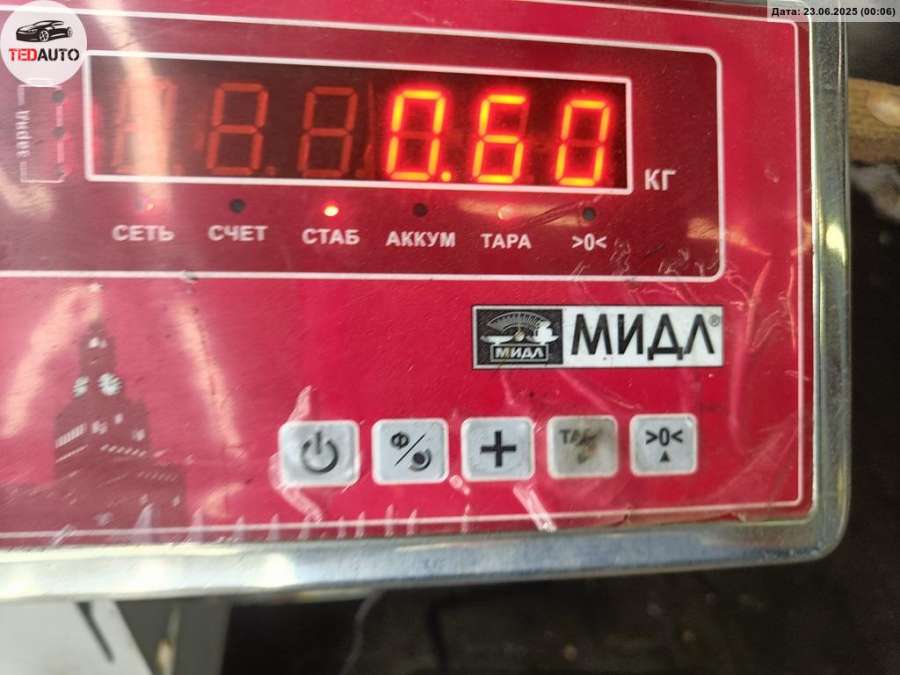 Дата: 23.06.2025 (00:06)
TEDAUTO
0.60
КГ
СЕТЬ СЧЕТ СТАБ АККУМ ТАРА >0<
МИДЛ МИДЛ®
Ф/ + ТАРА >0<